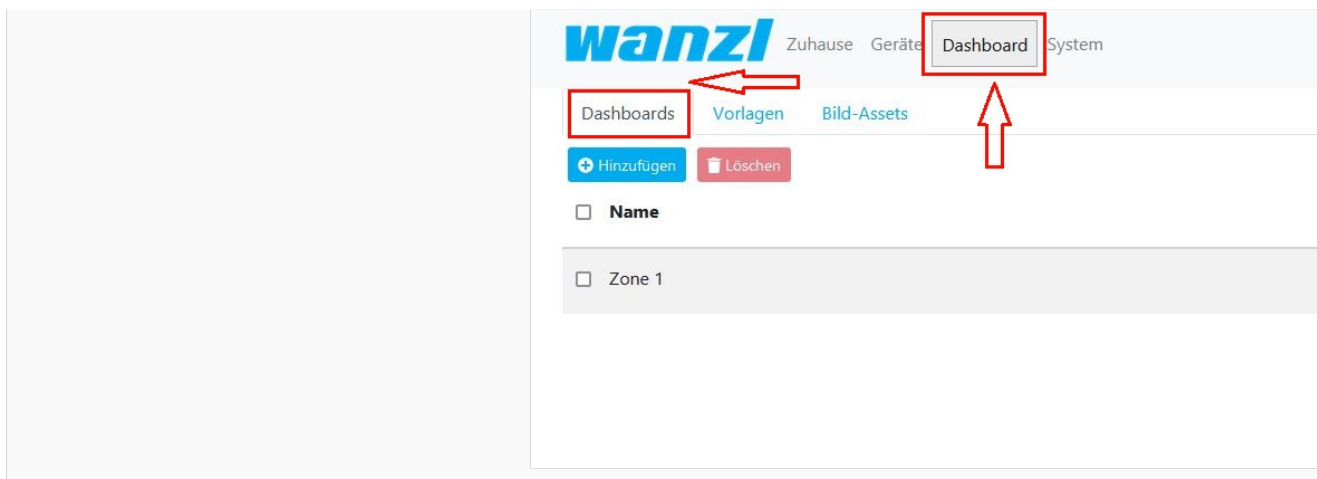 wanzl Zuhause Geräte Dashboard System
Dashboards Vorlagen Bild-Assets
Hinzufügen Löschen
Name
Zone 1